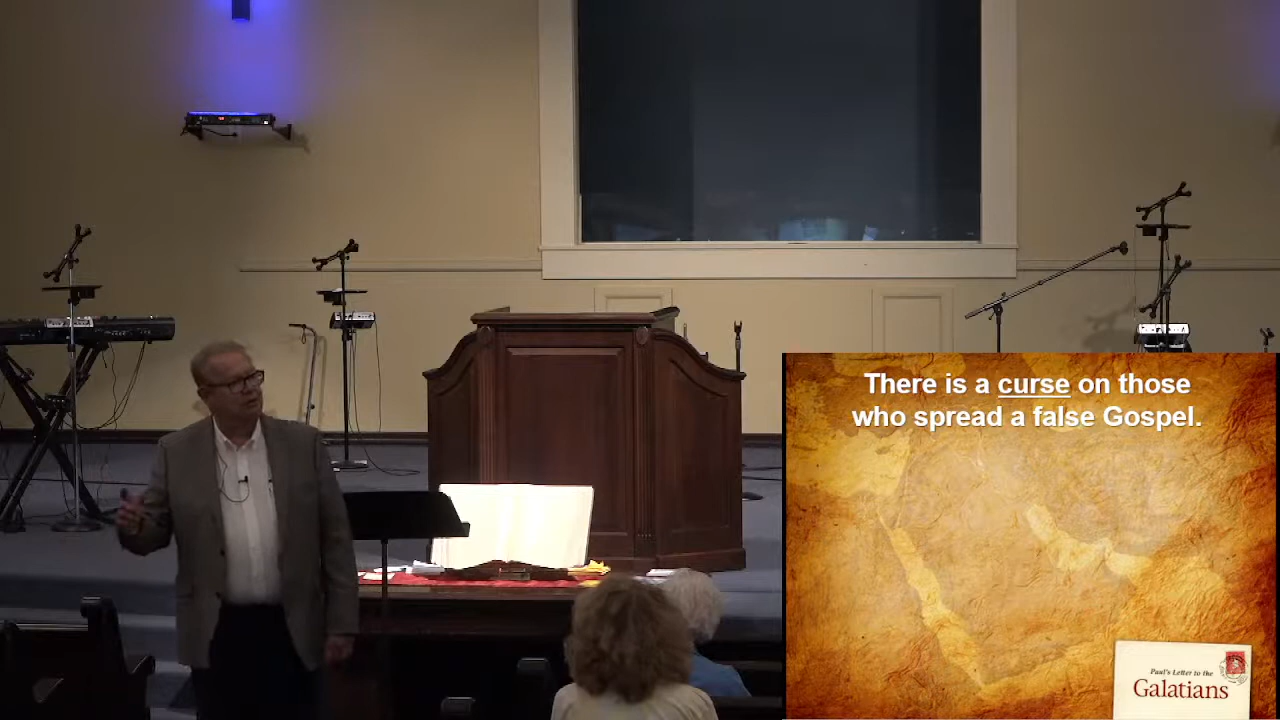 There is a curse on those
who spread a false Gospel.
Paul's Letter to the
Galatians